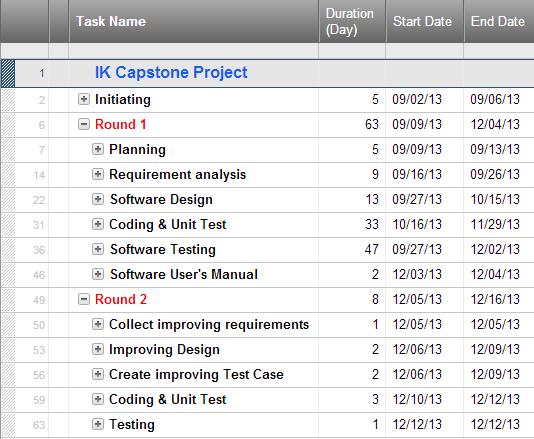 Task Name Duration (Day) Start Date End Date
1 IK Capstone Project
2 Initiating 5 09/02/13 09/06/13
6 Round 1 63 09/09/13 12/04/13
7 Planning 5 09/09/13 09/13/13
14 Requirement analysis 9 09/16/13 09/26/13
22 Software Design 13 09/27/13 10/15/13
31 Coding & Unit Test 33 10/16/13 11/29/13
36 Software Testing 47 09/27/13 12/02/13
46 Software User's Manual 2 12/03/13 12/04/13
49 Round 2 8 12/05/13 12/16/13
50 Collect improving requirements 1 12/05/13 12/05/13
53 Improving Design 2 12/06/13 12/09/13
56 Create improving Test Case 2 12/06/13 12/09/13
59 Coding & Unit Test 3 12/10/13 12/12/13
63 Testing 1 12/12/13 12/12/13